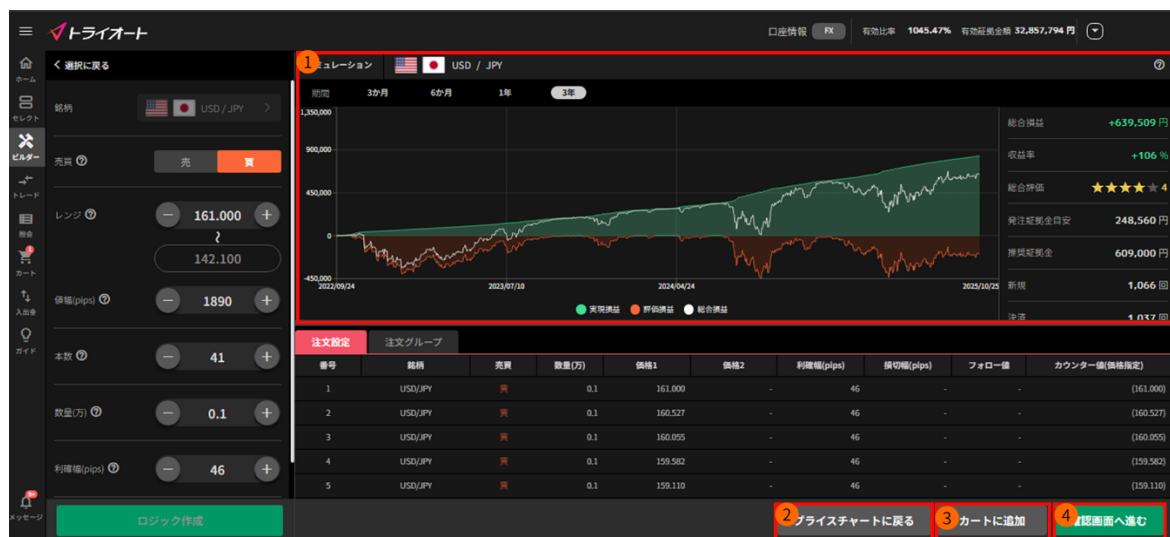 トライオート
口座情報 FX 有効比率 1045.47% 有効証拠金額 32,857,794 円
ホーム
セレクト
ビルダー
トレード
照会
1
カート
入出金
ガイド
9+
メッセージ
選択に戻る
銘柄 USD / JPY
売買 売 買
レンジ 161.000
~
142.100
値幅(pips) 1890
本数 41
数量(万) 0.1
利確幅(pips) 46
ロジック作成
1 ミュレーション USD / JPY
期間 3か月 6か月 1年 3年
1,350,000
900,000
450,000
0
-450,000
2022/09/24 2023/07/10 2024/04/24 2025/10/25
実現損益 評価損益 総合損益
総合損益 +639,509 円
収益率 +106 %
総合評価 ★★★★★ 4
発注証拠金目安 248,560 円
推奨証拠金 609,000 円
新規 1,066 回
決済 1,037 回
注文設定 注文グループ
番号 銘柄 売買 数量(万) 価格1 価格2 利確幅(pips) 損切幅(pips) フォロー値 カウンター値(価格指定)
1 USD/JPY 買 0.1 161.000 - 46 - - (161.000)
2 USD/JPY 買 0.1 160.527 - 46 - - (160.527)
3 USD/JPY 買 0.1 160.055 - 46 - - (160.055)
4 USD/JPY 買 0.1 159.582 - 46 - - (159.582)
5 USD/JPY 買 0.1 159.110 - 46 - - (159.110)
2 プライスチャートに戻る
3 カートに追加
4 認画面へ進む